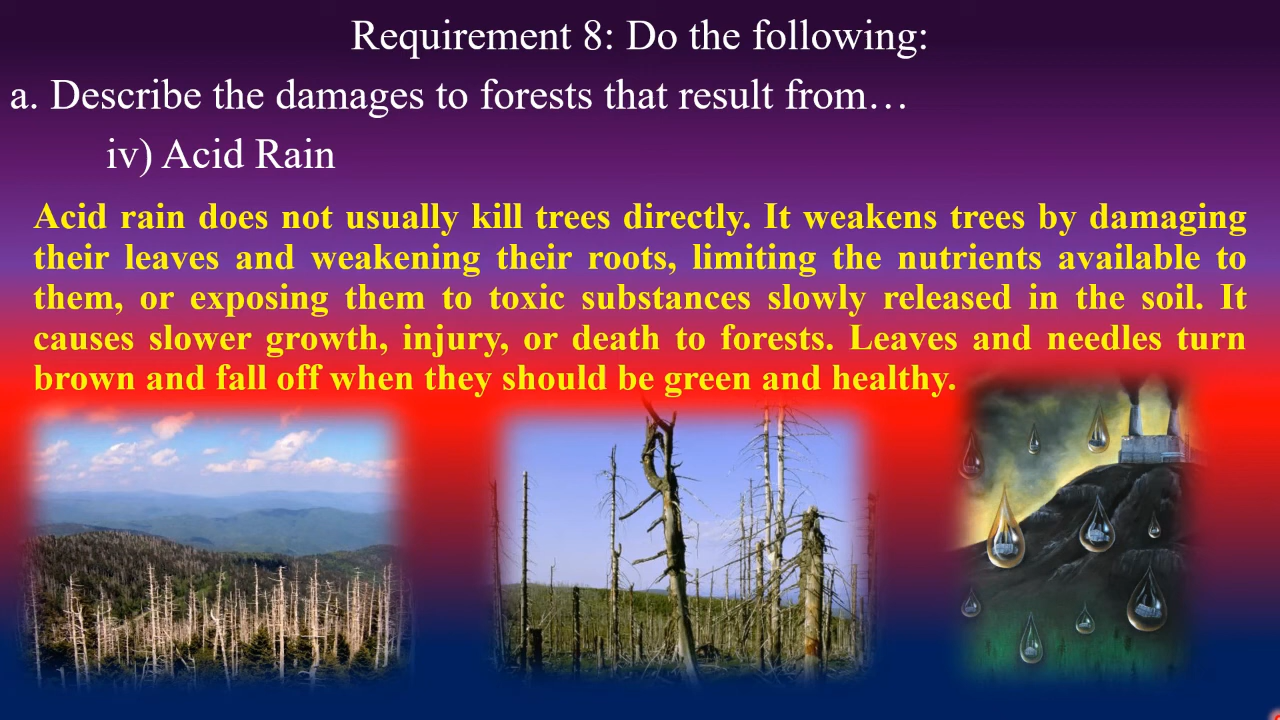 Requirement 8: Do the following:
a. Describe the damages to forests that result from…
iv) Acid Rain
Acid rain does not usually kill trees directly. It weakens trees by damaging
their leaves and weakening their roots, limiting the nutrients available to
them, or exposing them to toxic substances slowly released in the soil. It
causes slower growth, injury, or death to forests. Leaves and needles turn
brown and fall off when they should be green and healthy.